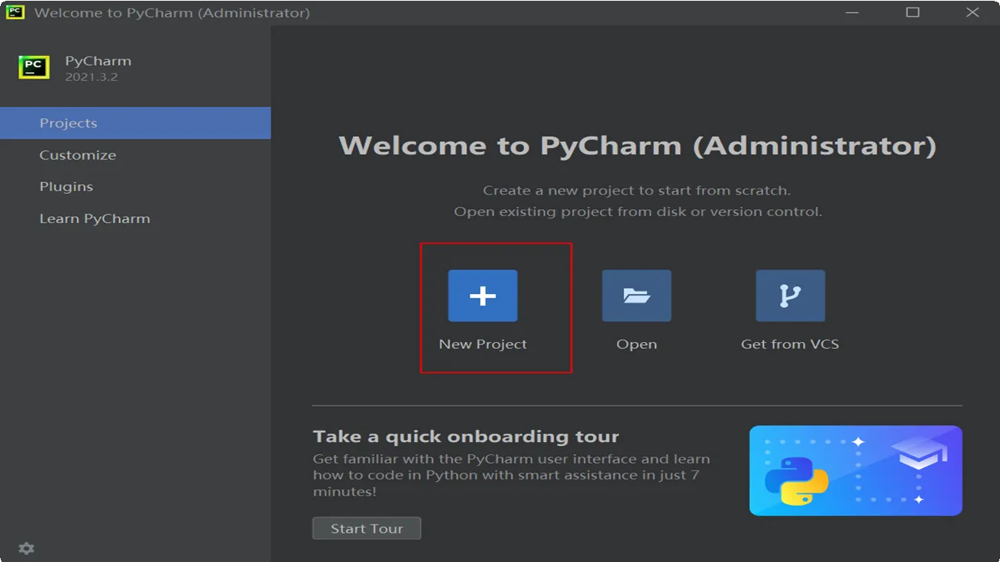 Welcome to PyCharm (Administrator)
PC
PyCharm
2021.3.2
Projects
Customize
Plugins
Learn PyCharm
Welcome to PyCharm (Administrator)
Create a new project to start from scratch.
Open existing project from disk or version control.
New Project
Open
Get from VCS
Take a quick onboarding tour
Get familiar with the PyCharm user interface and learn
how to code in Python with smart assistance in just 7
minutes!
Start Tour